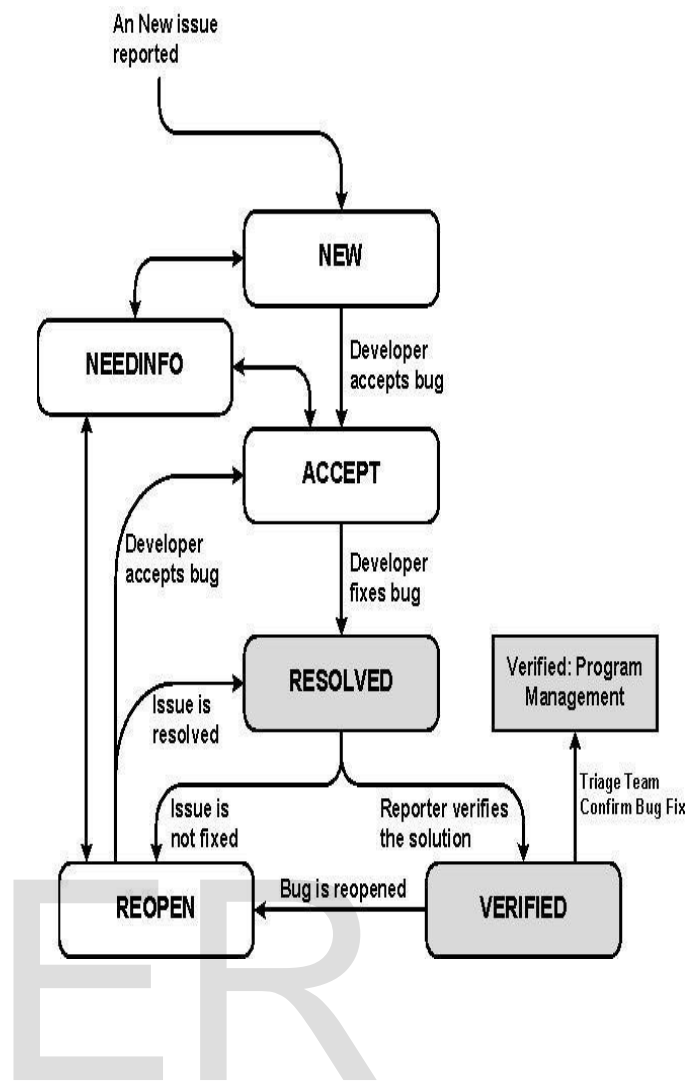 An New issue
reported
NEW
NEEDINFO
Developer
accepts bug
ACCEPT
Developer
accepts bug
Developer
fixes bug
RESOLVED
Verified: Program
Management
Issue is
resolved
Issue is
not fixed
Reporter verifies
the solution
Triage Team
Confirm Bug Fix
REOPEN
Bug is reopened
VERIFIED
ER